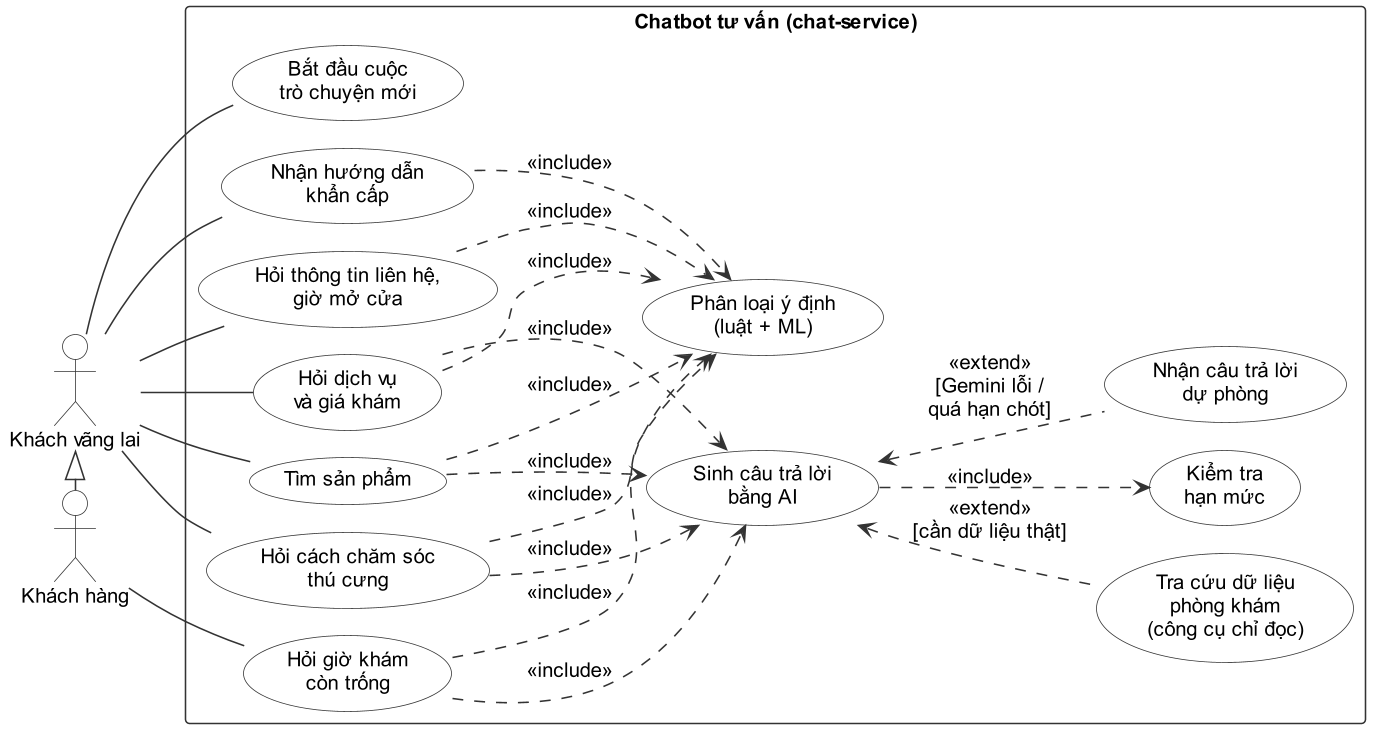 Chatbot tư vấn (chat-service)
Bắt đầu cuộc
trò chuyện mới
Nhận hướng dẫn
khẩn cấp
«include»
«include»
Hỏi thông tin liên hệ,
giờ mở cửa
«include»
Phân loại ý định
(luật + ML)
«include»
Hỏi dịch vụ
và giá khám
«include»
«extend»
[Gemini lỗi /
quá hạn chót]
Nhận câu trả lời
dự phòng
Khách vãng lai
Tìm sản phẩm
«include»
Sinh câu trả lời
bằng AI
«include»
Kiểm tra
hạn mức
«include»
«extend»
[cần dữ liệu thật]
Hỏi cách chăm sóc
thú cưng
«include»
Khách hàng
«include»
Tra cứu dữ liệu
phòng khám
(công cụ chỉ đọc)
Hỏi giờ khám
còn trống
«include»